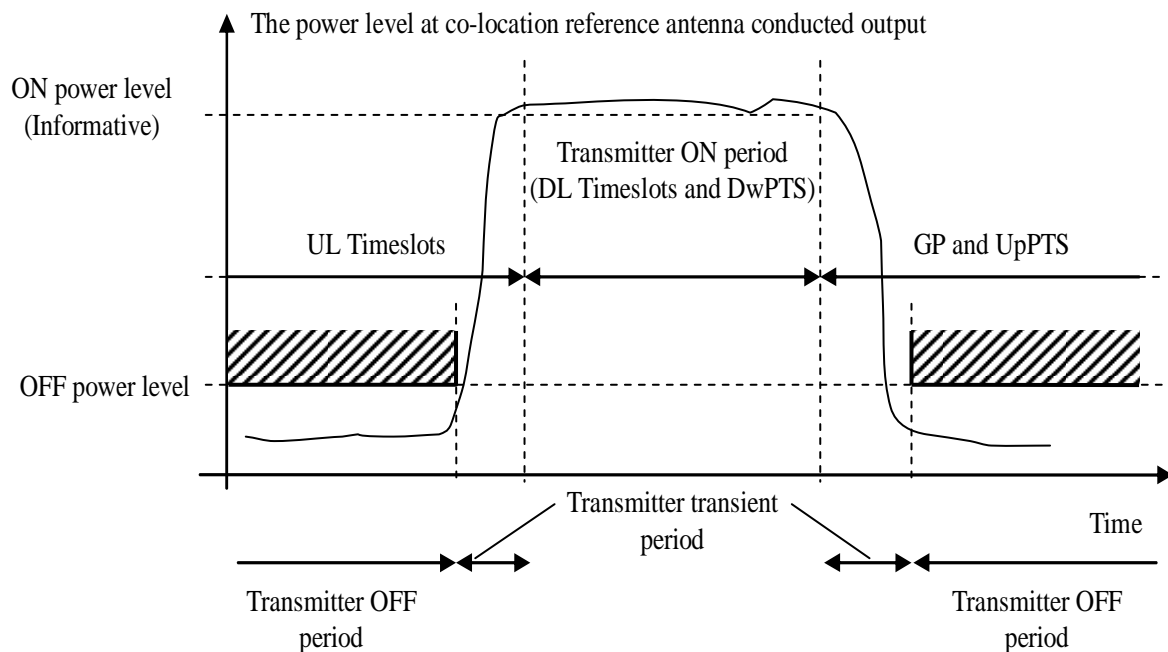 The power level at co-location reference antenna conducted output
ON power level
(Informative)
Transmitter ON period
(DL Timeslots and DwPTS)
UL Timeslots
GP and UpPTS
OFF power level
Transmitter transient
period
Time
Transmitter OFF
period
Transmitter OFF
period